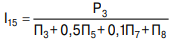 I₁₅ = P₃ / (П₃ + 0,5П₅ + 0,1П₇ + П₈)